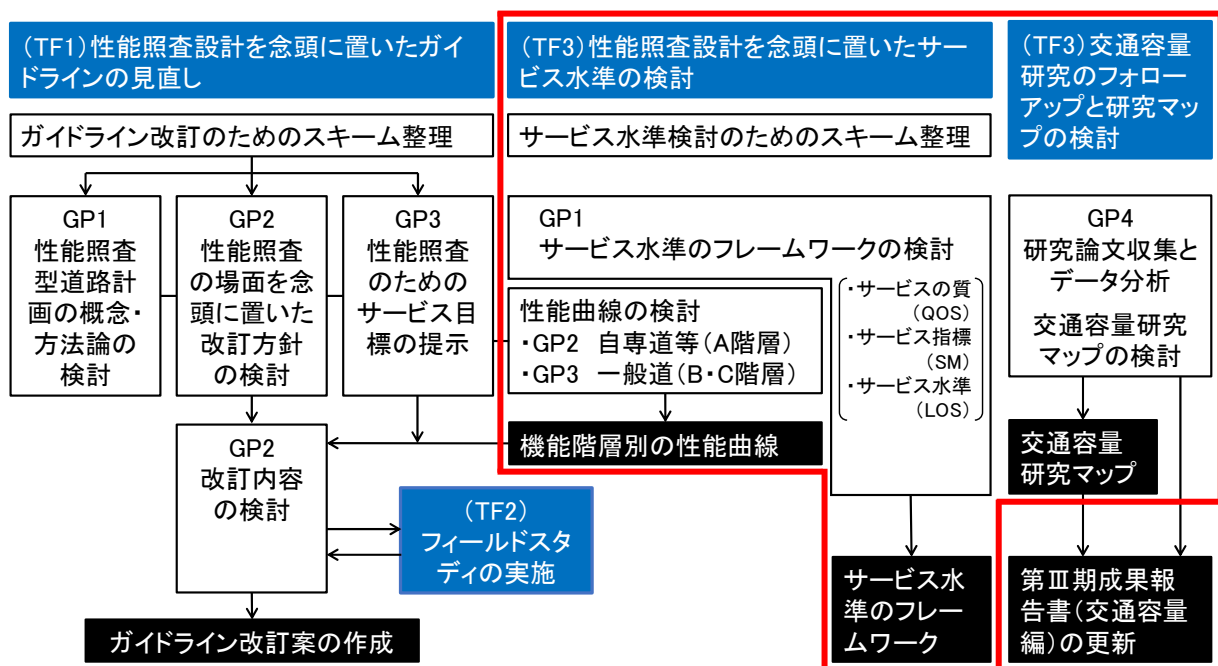 （TF1）性能照査設計を念頭に置いたガイ
ドラインの見直し
ガイドライン改訂のためのスキーム整理
GP1
性能照査
型道路計
画の概念・
方法論の
検討
GP2
性能照査
の場面を念
頭に置いた
改訂方針
の検討
GP3
性能照査
のための
サービス目
標の提示
GP2
改訂内容
の検討
（TF2）
フィールドスタ
ディの実施
ガイドライン改訂案の作成
（TF3）性能照査設計を念頭に置いたサー
ビス水準の検討
サービス水準検討のためのスキーム整理
GP1
サービス水準のフレームワークの検討
・サービスの質
（QOS）
・サービス指標
（SM）
・サービス水準
（LOS）
性能曲線の検討
・GP2 自専道等（A階層）
・GP3 一般道（B・C階層）
機能階層別の性能曲線
サービス水
準のフレー
ムワーク
（TF3）交通容量
研究のフォロー
アップと研究マッ
プの検討
GP4
研究論文収集と
データ分析
交通容量研究
マップの検討
交通容量
研究マップ
第Ⅲ期成果報
告書（交通容量
編）の更新